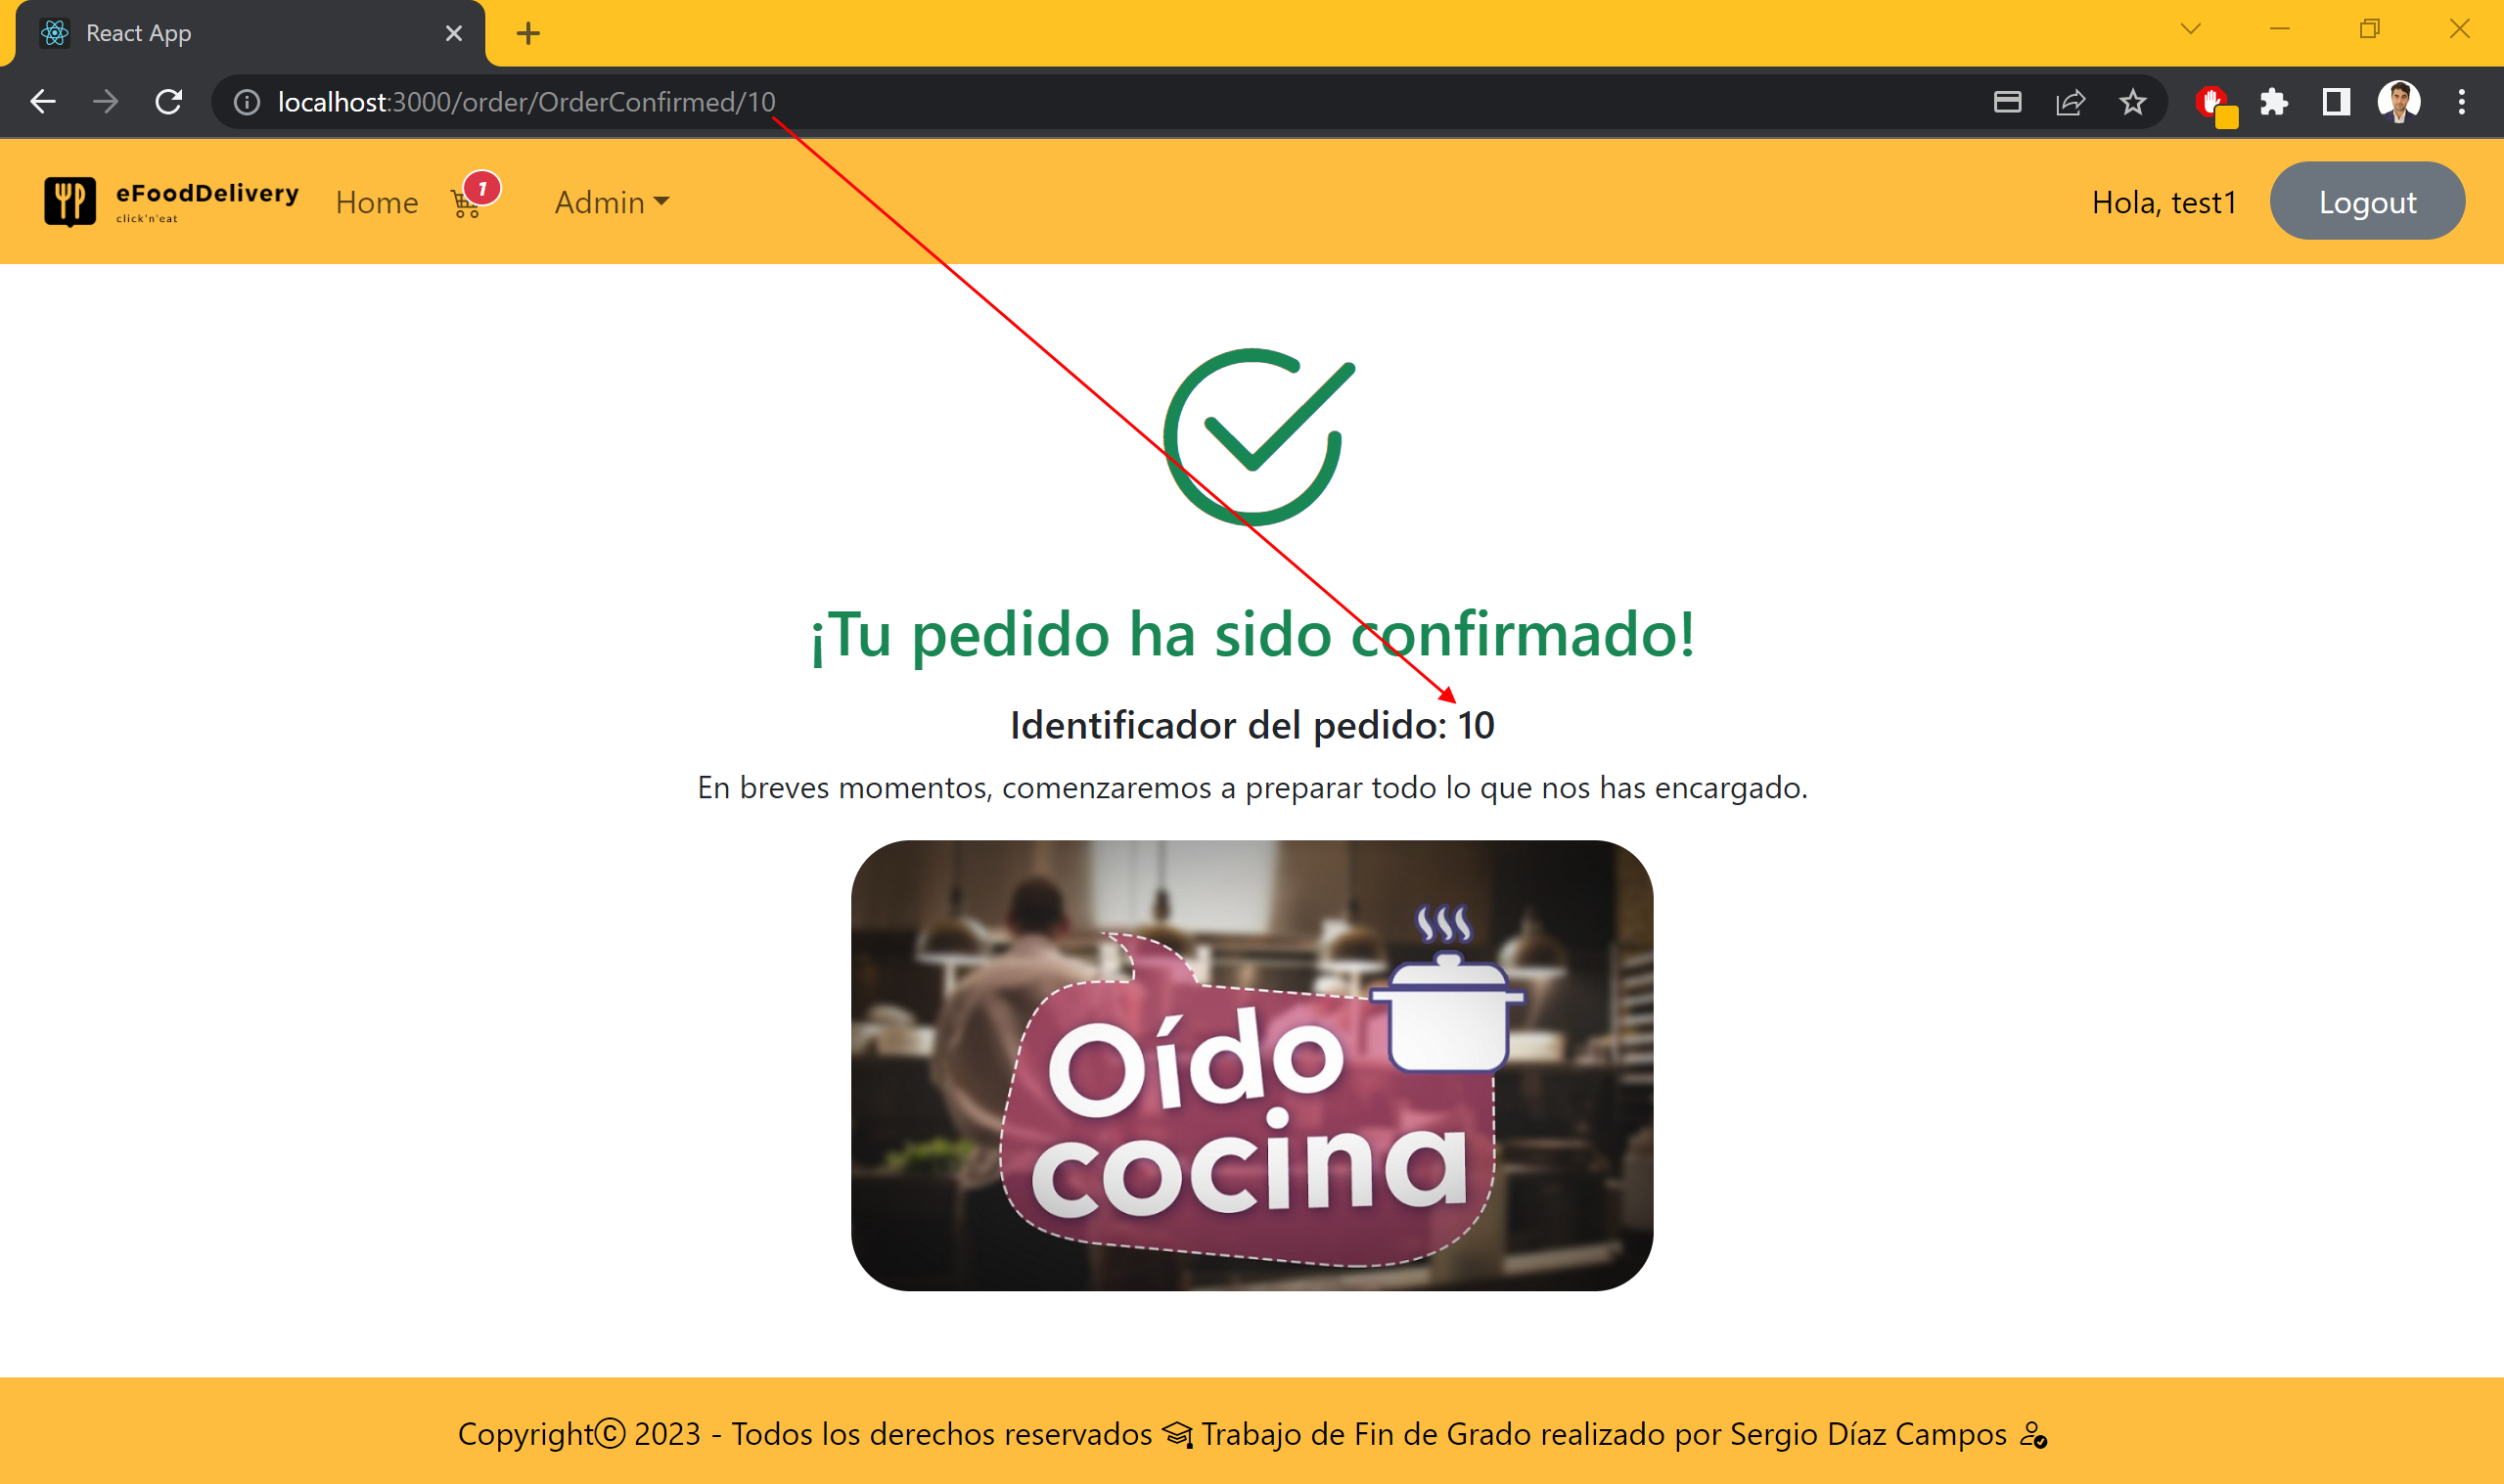 React App
localhost:3000/order/OrderConfirmed/10
eFoodDelivery
click'n'eat
Home
1
Admin
Hola, test1
Logout
¡Tu pedido ha sido confirmado!
Identificador del pedido: 10
En breves momentos, comenzaremos a preparar todo lo que nos has encargado.
Oído
cocina
Copyright© 2023 - Todos los derechos reservados Trabajo de Fin de Grado realizado por Sergio Díaz Campos